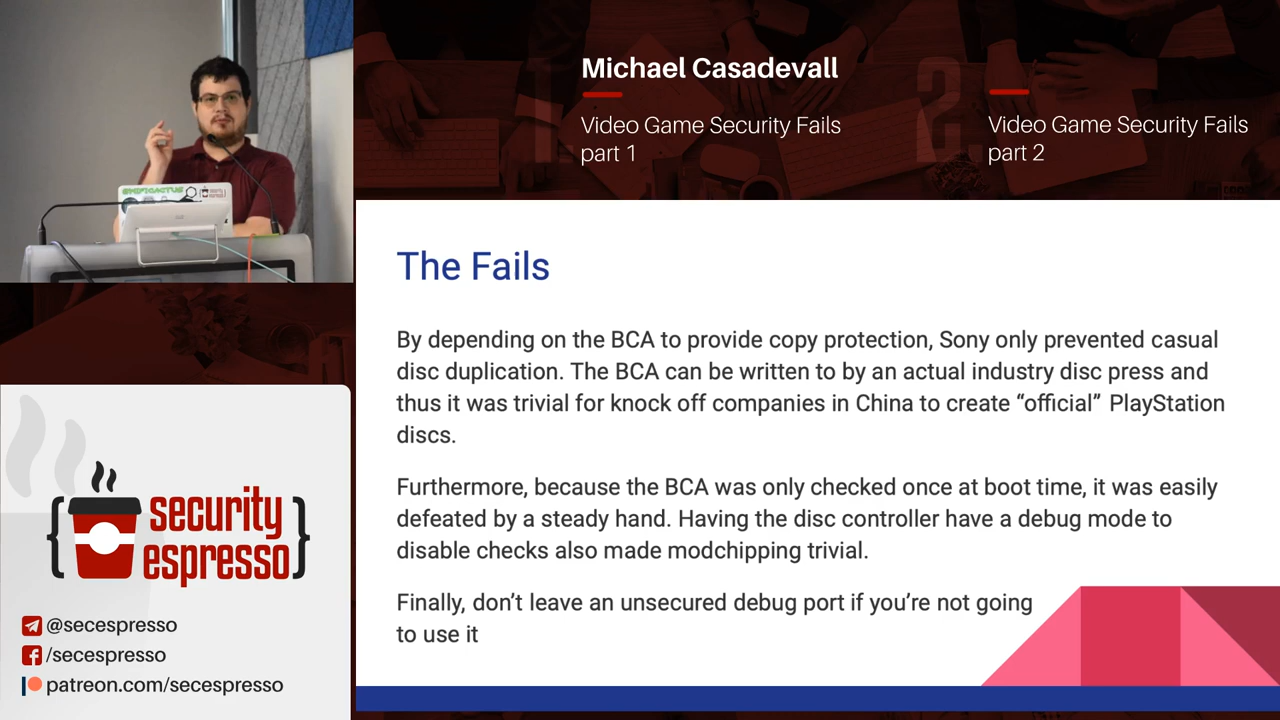 Michael Casadevall
1
Video Game Security Fails
part 1
2
Video Game Security Fails
part 2
The Fails
By depending on the BCA to provide copy protection, Sony only prevented casual
disc duplication. The BCA can be written to by an actual industry disc press and
thus it was trivial for knock off companies in China to create “official” PlayStation
discs.
Furthermore, because the BCA was only checked once at boot time, it was easily
defeated by a steady hand. Having the disc controller have a debug mode to
disable checks also made modchipping trivial.
Finally, don’t leave an unsecured debug port if you’re not going
to use it
security
espresso
security
espresso
@secespresso
/secespresso
patreon.com/secespresso